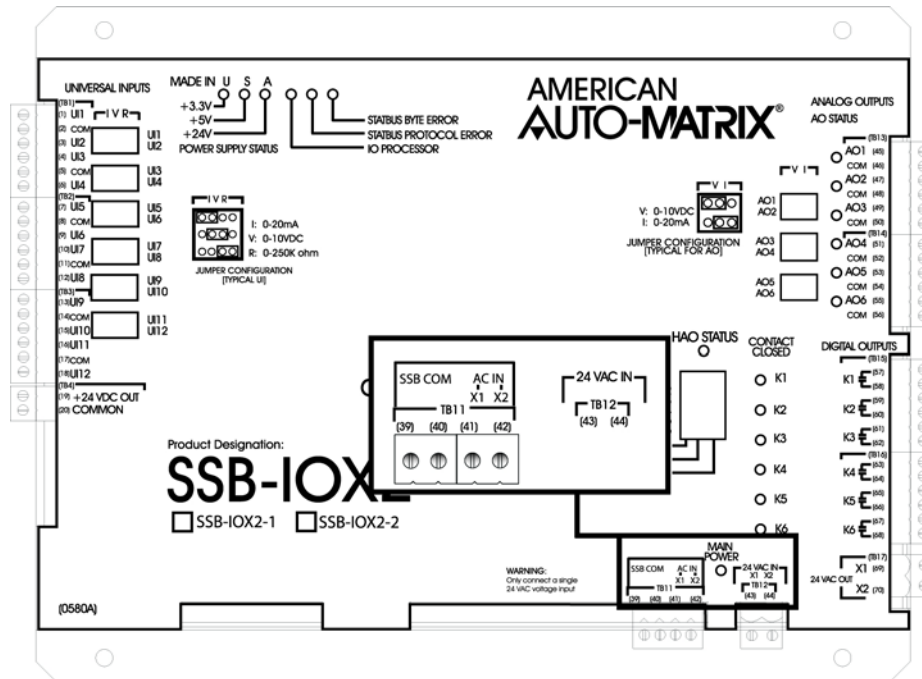 UNIVERSAL INPUTS
(TB1) I V R
(1) UI1
(2) COM
(3) UI2
(4) UI3
(5) COM
(6) UI4
(TB2)
(7) UI5
(8) COM
(9) UI6
(10) UI7
(11) COM
(12) UI8
(TB3)
(13) UI9
(14) COM
(15) UI10
(16) UI11
(17) COM
(18) UI12
(TB4)
(19) +24 VDC OUT
(20) COMMON
UI1
UI2
UI3
UI4
UI5
UI6
UI7
UI8
UI9
UI10
UI11
UI12
MADE IN U S A
+3.3V
+5V
+24V
POWER SUPPLY STATUS
STATBUS BYTE ERROR
STATBUS PROTOCOL ERROR
IO PROCESSOR
I V R
I: 0-20mA
V: 0-10VDC
R: 0-250K ohm
JUMPER CONFIGURATION
(TYPICAL UI)
AMERICAN
AUTO-MATRIX®
V I
V: 0-10VDC
I: 0-20mA
JUMPER CONFIGURATION
(TYPICAL FOR AO)
ANALOG OUTPUTS
AO STATUS
V I
AO1
AO2
AO3
AO4
AO5
AO6
(TB13)
AO1 (45)
COM (46)
AO2 (47)
COM (48)
AO3 (49)
COM (50)
(TB14)
AO4 (51)
COM (52)
AO5 (53)
COM (54)
AO6 (55)
COM (56)
SSB COM AC IN
X1 X2
TB11
(39) (40) (41) (42)
24 VAC IN
TB12
(43) (44)
HAO STATUS
CONTACT
CLOSED
K1
K2
K3
K4
K5
K6
DIGITAL OUTPUTS
(TB15)
K1 (57)
(58)
K2 (59)
(60)
K3 (61)
(62)
(TB16)
K4 (63)
(64)
K5 (65)
(66)
K6 (67)
(68)
(TB17)
24 VAC OUT
X1 (69)
X2 (70)
Product Designation:
SSB-IOX2
SSB-IOX2-1 SSB-IOX2-2
WARNING:
Only connect a single
24 VAC voltage input
MAIN
POWER
SSB COM AC IN
X1 X2
TB11
(39) (40) (41) (42)
24 VAC IN
X1 X2
TB12
(43) (44)
(0580A)